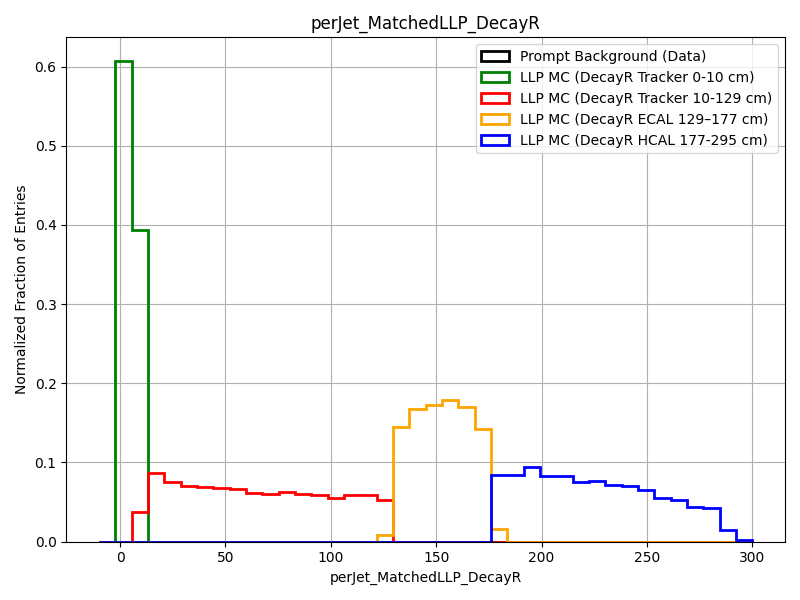 perJet_MatchedLLP_DecayR
Prompt Background (Data)
LLP MC (DecayR Tracker 0-10 cm)
LLP MC (DecayR Tracker 10-129 cm)
LLP MC (DecayR ECAL 129–177 cm)
LLP MC (DecayR HCAL 177-295 cm)
Normalized Fraction of Entries
0.6
0.5
0.4
0.3
0.2
0.1
0.0
0 50 100 150 200 250 300
perJet_MatchedLLP_DecayR